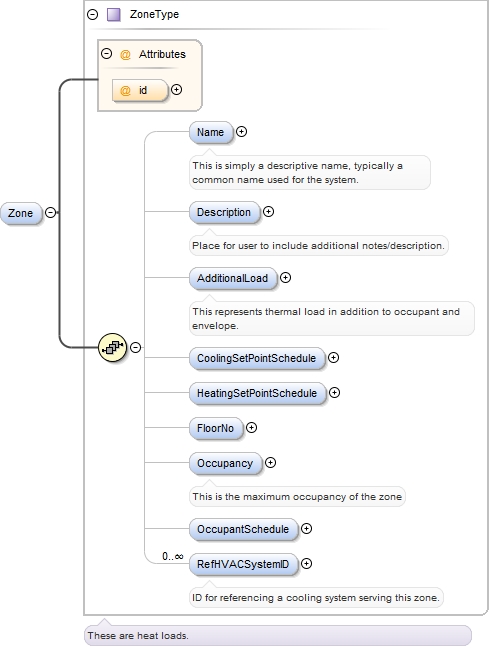 ZoneType
@ Attributes
@ id
Zone
Name
This is simply a descriptive name, typically a
common name used for the system.
Description
Place for user to include additional notes/description.
AdditionalLoad
This represents thermal load in addition to occupant and
envelope.
CoolingSetPointSchedule
HeatingSetPointSchedule
FloorNo
Occupancy
This is the maximum occupancy of the zone
OccupantSchedule
0..∞
RefHVACSystemID
ID for referencing a cooling system serving this zone.
These are heat loads.